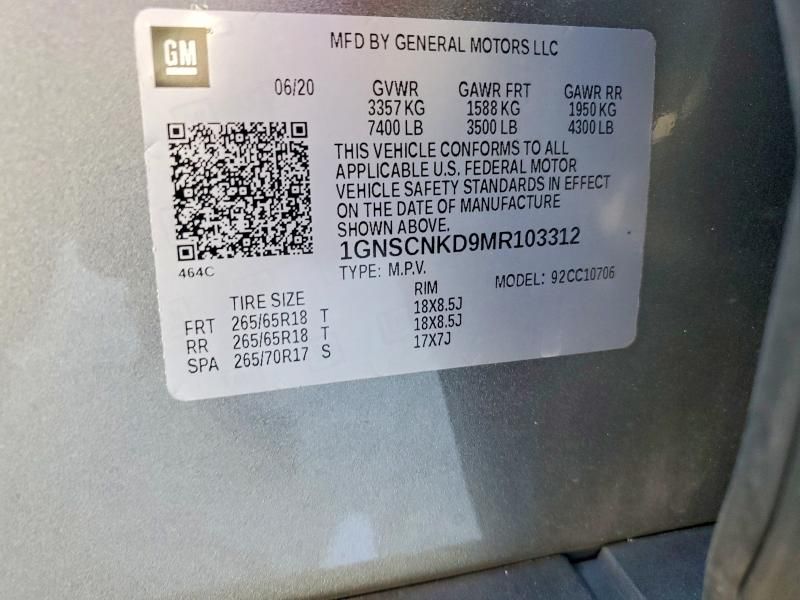 GM
MFD BY GENERAL MOTORS LLC
06/20 GVWR GAWR FRT GAWR RR
3357 KG 1588 KG 1950 KG
7400 LB 3500 LB 4300 LB
THIS VEHICLE CONFORMS TO ALL
APPLICABLE U.S. FEDERAL MOTOR
VEHICLE SAFETY STANDARDS IN EFFECT
ON THE DATE OF MANUFACTURE
SHOWN ABOVE.
1GNSCNKD9MR103312
464C
TYPE: M.P.V. MODEL: 92CC10706
TIRE SIZE RIM
FRT 265/65R18 T 18X8.5J
RR 265/65R18 T 18X8.5J
SPA 265/70R17 S 17X7J